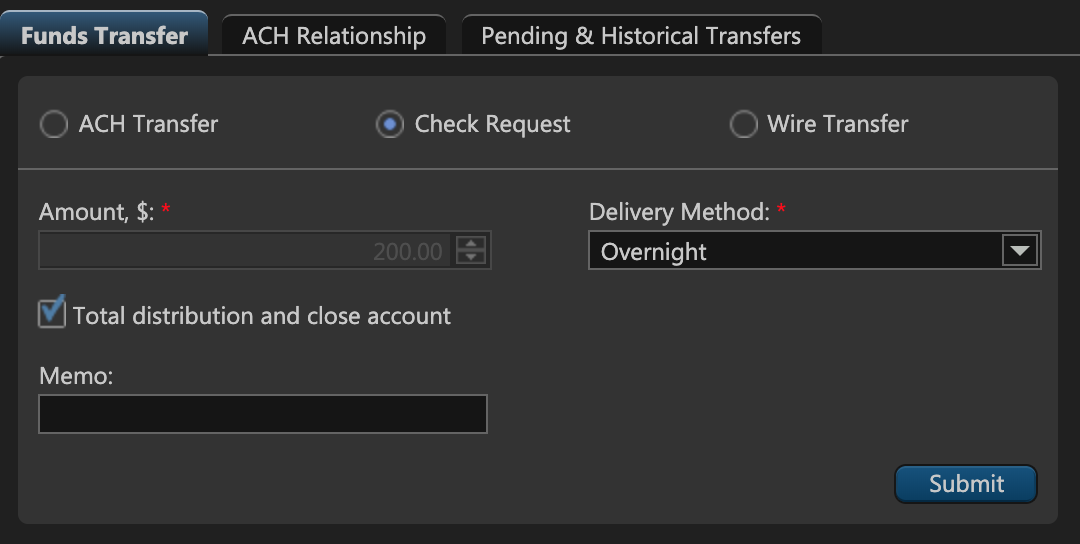 Funds Transfer
ACH Relationship
Pending & Historical Transfers
ACH Transfer
Check Request
Wire Transfer
Amount, $: *
Delivery Method: *
200.00
Overnight
Total distribution and close account
Memo:
Submit